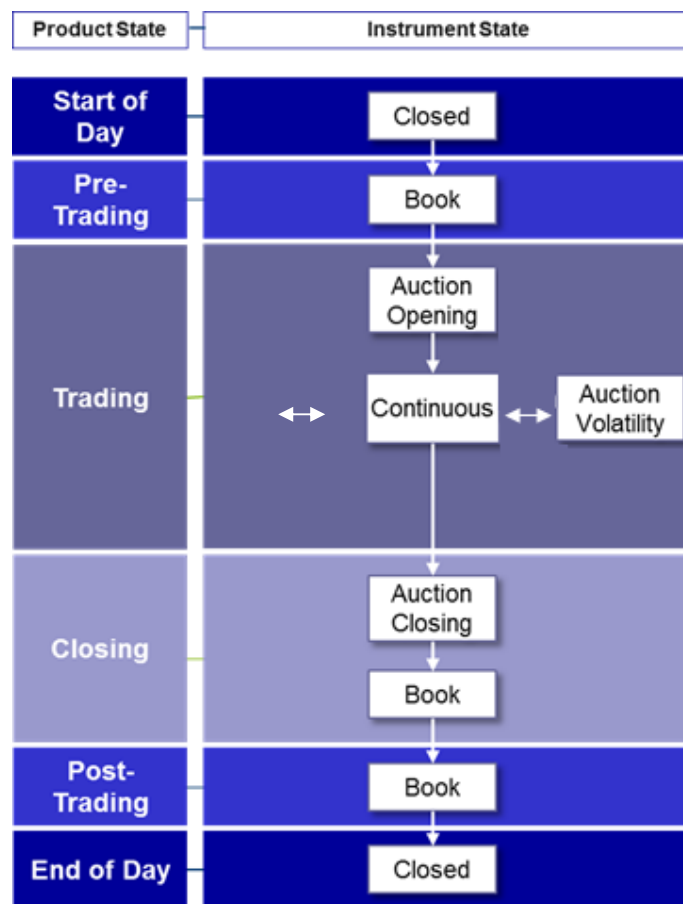 Product State
Instrument State
Start of
Day
Closed
Pre-
Trading
Book
Trading
Auction
Opening
Continuous
Auction
Volatility
Closing
Auction
Closing
Book
Post-
Trading
Book
End of Day
Closed